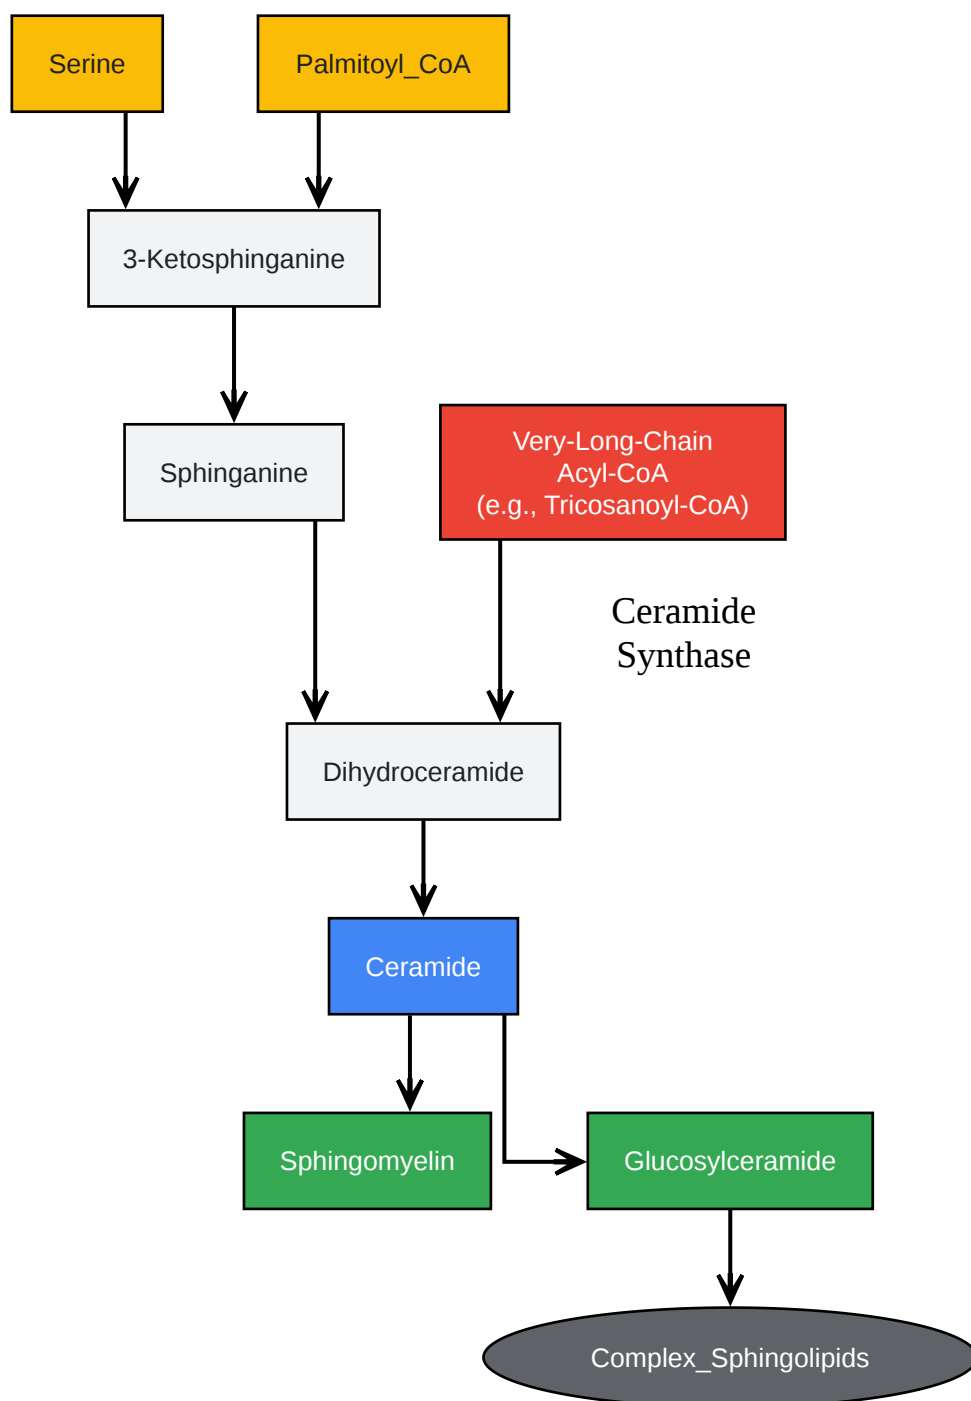 Serine
Palmitoyl_CoA
3-Ketosphinganine
Sphinganine
Very-Long-Chain
Acyl-CoA
(e.g., Tricosanoyl-CoA)
Ceramide
Synthase
Dihydroceramide
Ceramide
Sphingomyelin
Glucosylceramide
Complex_Sphingolipids